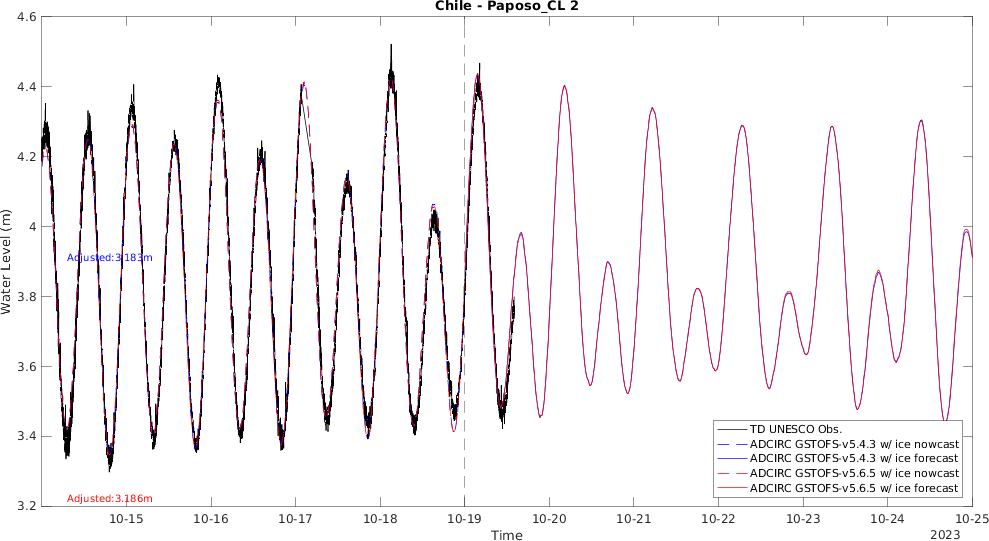 Chile - Paposo_CL 2
4.6
4.4
4.2
4
3.8
3.6
3.4
3.2
Water Level (m)
Adjusted:3.183m
Adjusted:3.186m
TD UNESCO Obs.
ADCIRC GSTOFS-v5.4.3 w/ ice nowcast
ADCIRC GSTOFS-v5.4.3 w/ ice forecast
ADCIRC GSTOFS-v5.6.5 w/ ice nowcast
ADCIRC GSTOFS-v5.6.5 w/ ice forecast
10-15 10-16 10-17 10-18 10-19 10-20 10-21 10-22 10-23 10-24 10-25
Time
2023